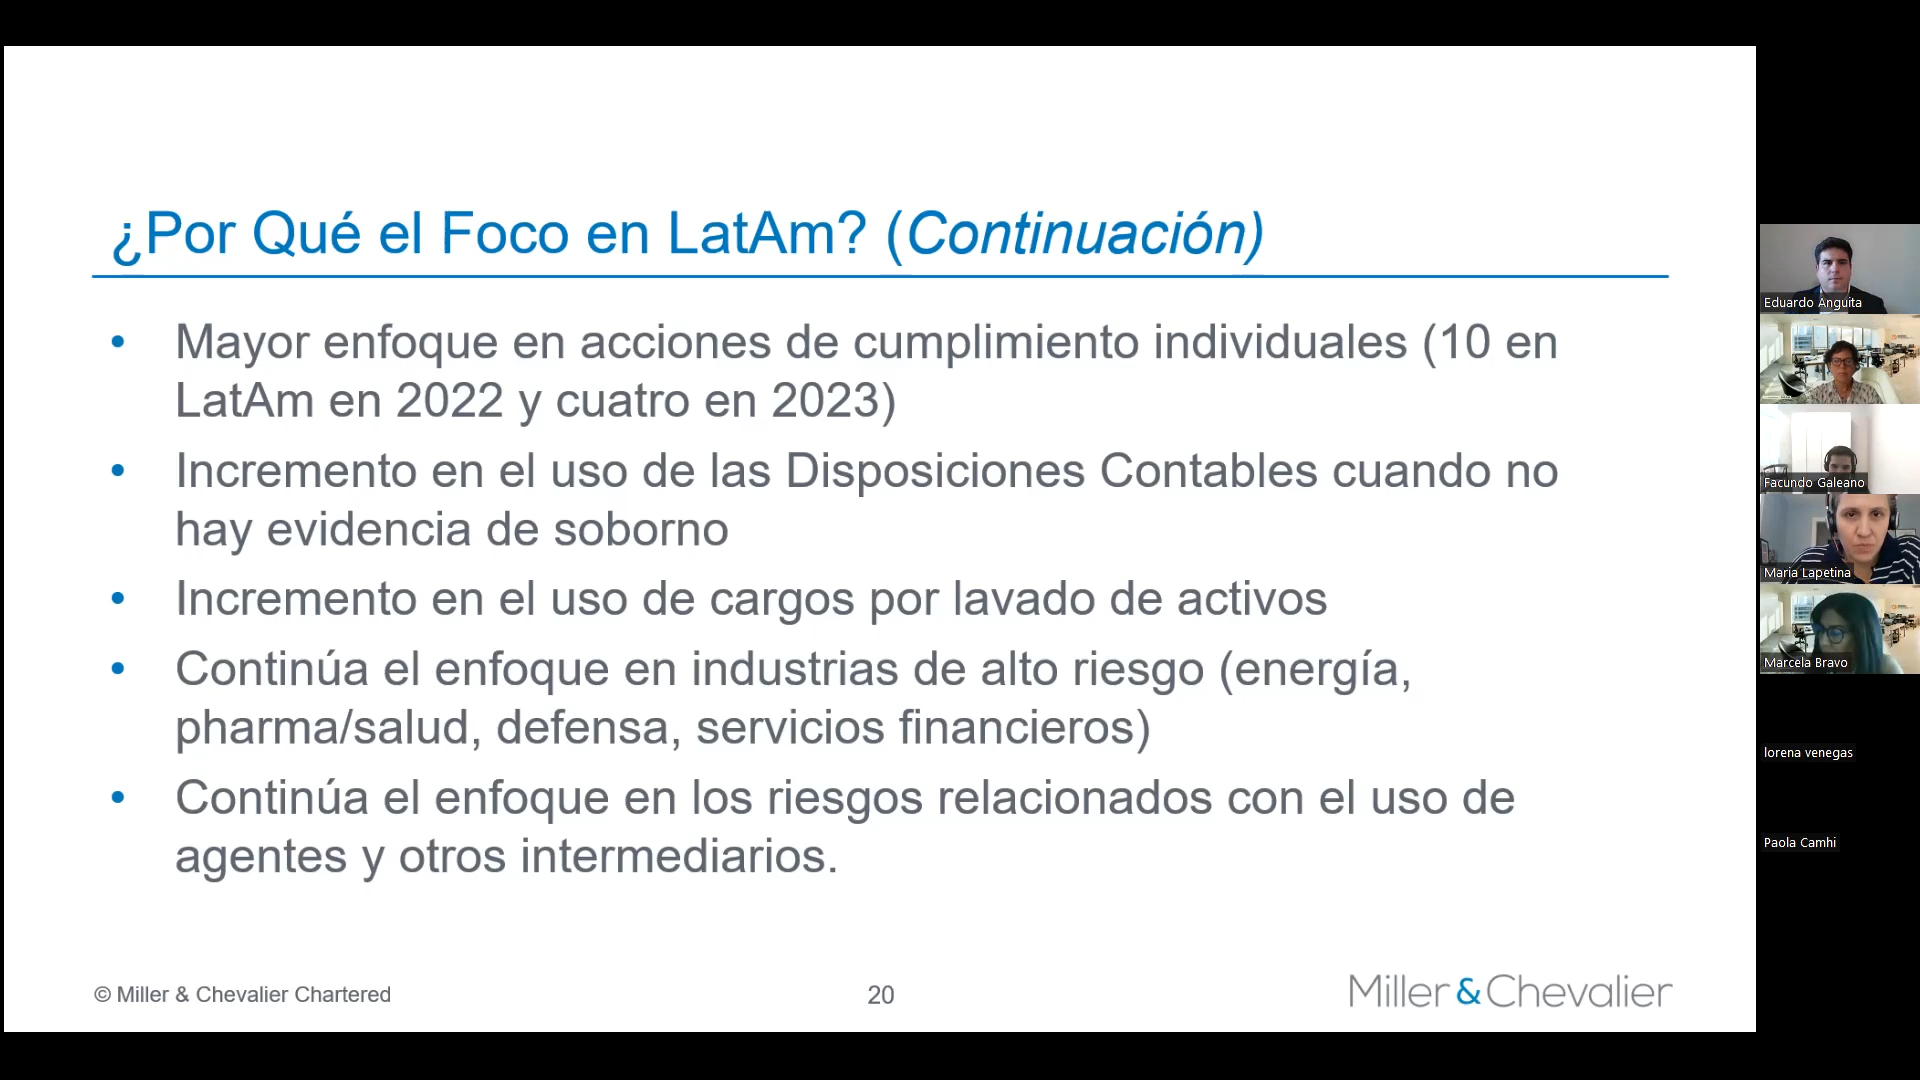 ¿Por Qué el Foco en LatAm? (Continuación)
• Mayor enfoque en acciones de cumplimiento individuales (10 en
LatAm en 2022 y cuatro en 2023)
• Incremento en el uso de las Disposiciones Contables cuando no
hay evidencia de soborno
• Incremento en el uso de cargos por lavado de activos
• Continúa el enfoque en industrias de alto riesgo (energía,
pharma/salud, defensa, servicios financieros)
• Continúa el enfoque en los riesgos relacionados con el uso de
agentes y otros intermediarios.
© Miller & Chevalier Chartered
20
Miller & Chevalier
Eduardo Anguita
Facundo Galeano
Maria Lapetina
Marcela Bravo
lorena venegas
Paola Camhi